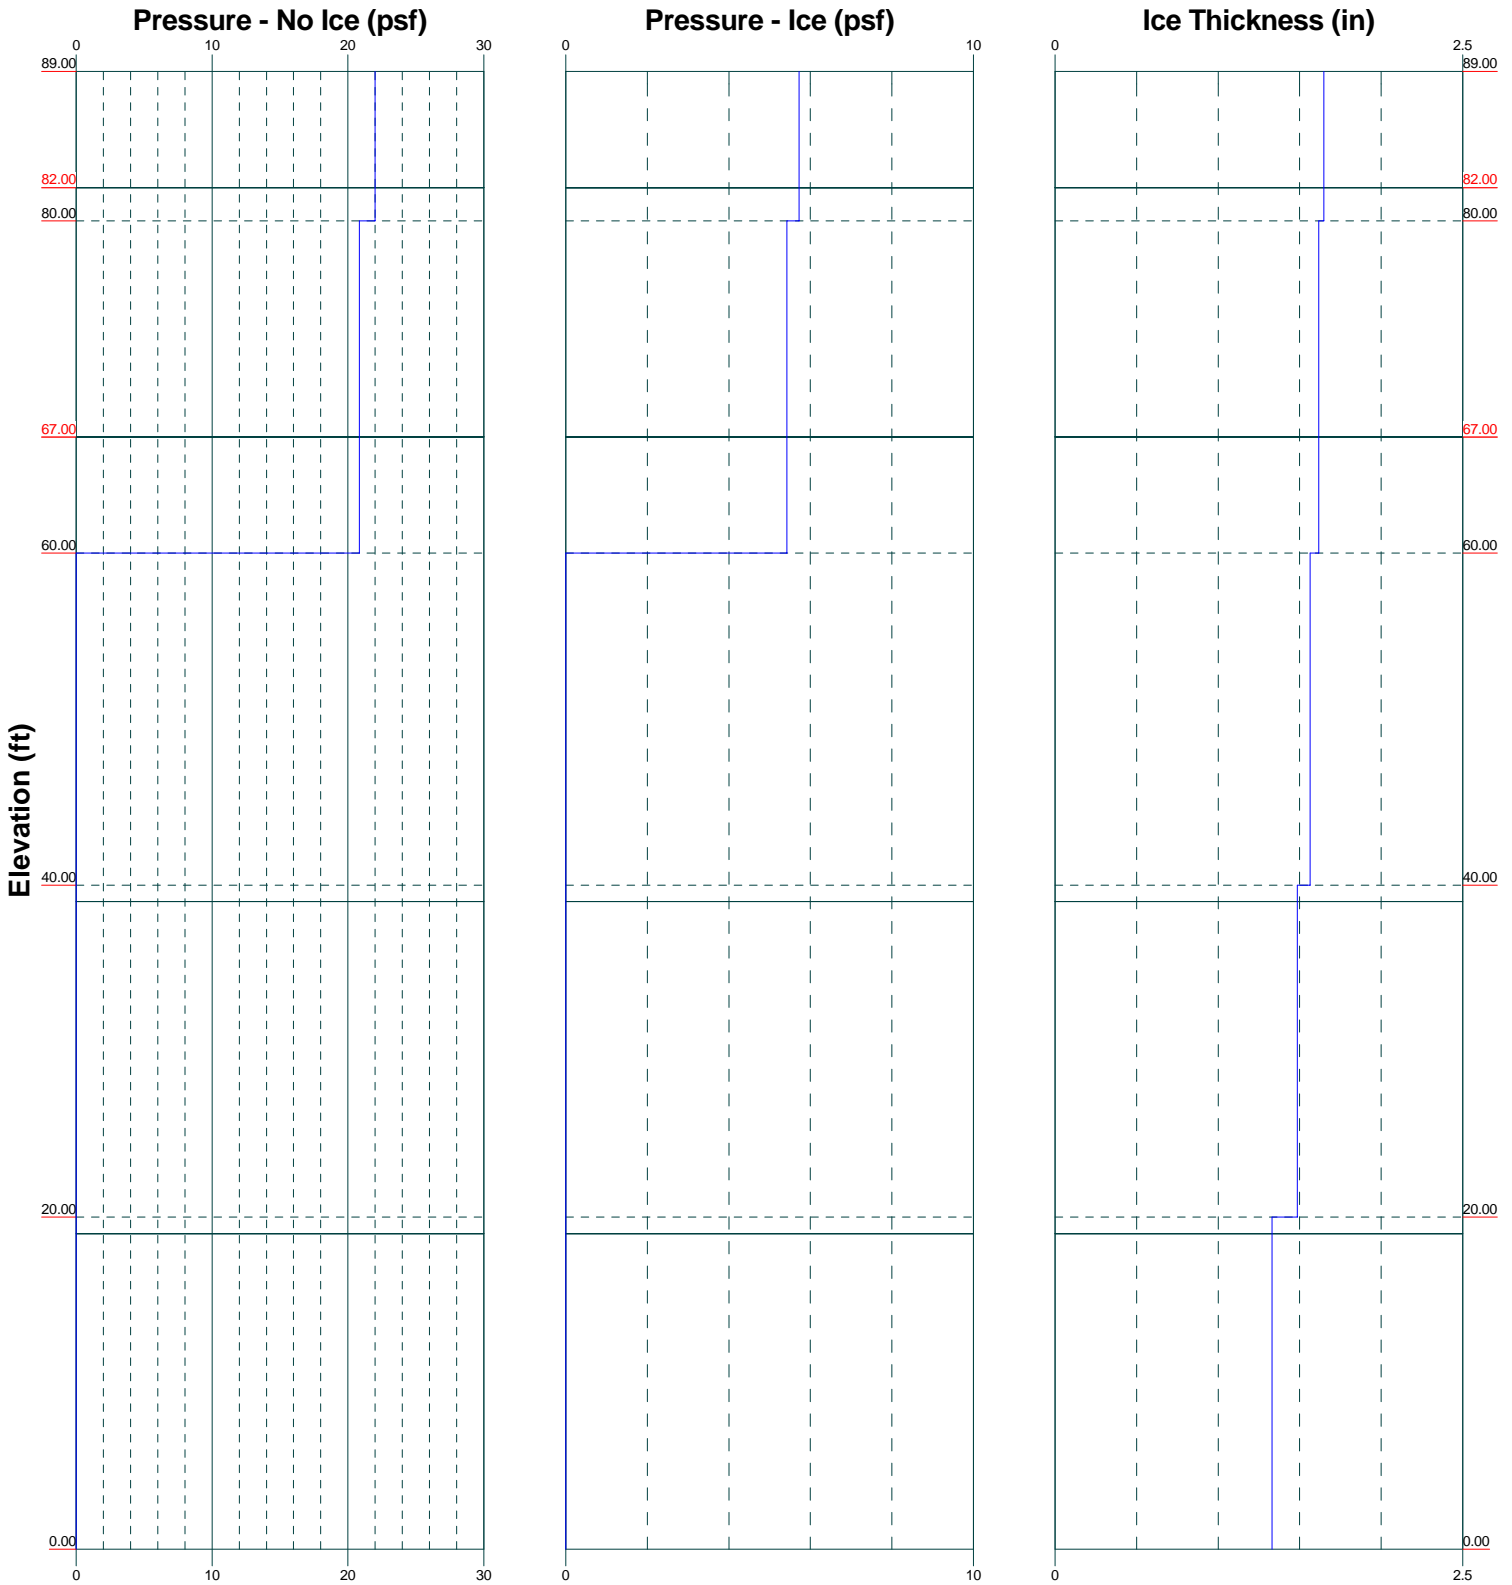 Pressure - No Ice (psf)
Pressure - Ice (psf)
Ice Thickness (in)
0 10 20 30 0 10 0 2.5
89.00 89.00
82.00 82.00
80.00 80.00
67.00 67.00
60.00 60.00
Elevation (ft)
40.00 40.00
20.00 20.00
0.00 0.00
0 10 20 30 0 10 0 2.5